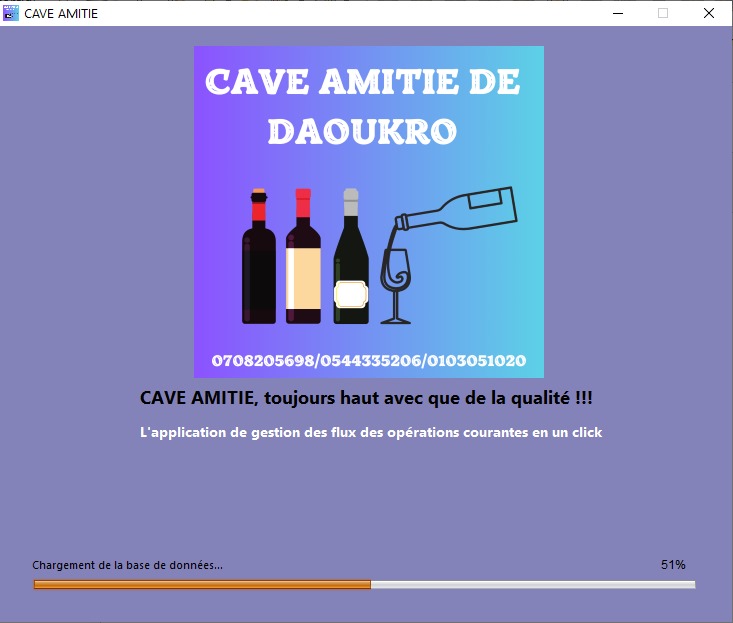 CAVE AMITIE
CAVE AMITIE DE
DAOUKRO
0708205698/0544335206/0103051020
CAVE AMITIE, toujours haut avec que de la qualité !!!
L'application de gestion des flux des opérations courantes en un click
Chargement de la base de données...
51%